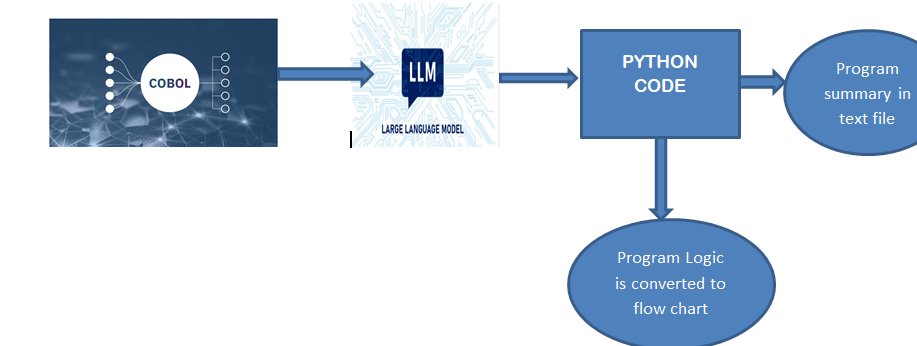 COBOL
LLM
LARGE LANGUAGE MODEL
PYTHON
CODE
Program
summary in
text file
Program Logic
is converted to
flow chart